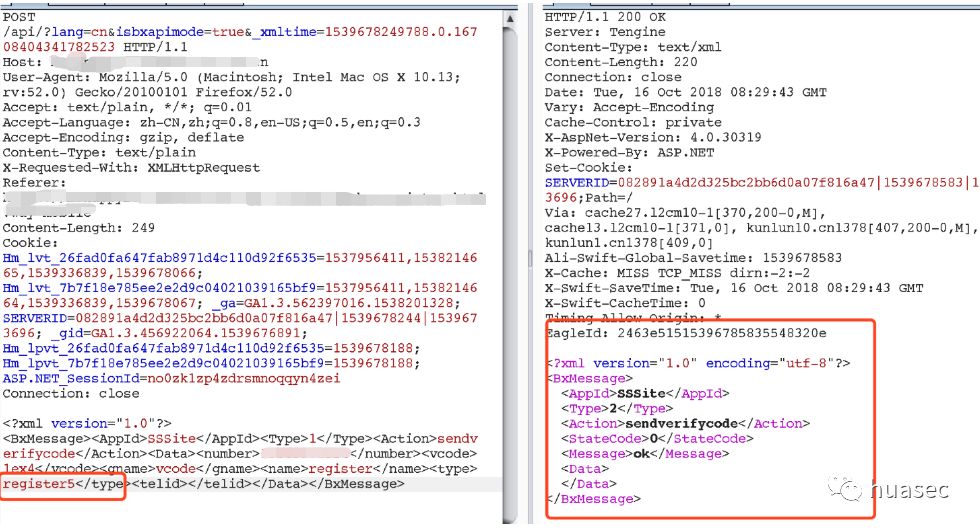 POST
/api/?lang=cn&isbxapimode=true&_xmltime=1539678249788.0.167
08404341782523 HTTP/1.1
Host:
User-Agent: Mozilla/5.0 (Macintosh; Intel Mac OS X 10.13;
rv:52.0) Gecko/20100101 Firefox/52.0
Accept: text/plain, */*; q=0.01
Accept-Language: zh-CN,zh;q=0.8,en-US;q=0.5,en;q=0.3
Accept-Encoding: gzip, deflate
Content-Type: text/plain
X-Requested-With: XMLHttpRequest
Referer:
Content-Length: 249
Cookie:
Hm_lvt_26fad0fa647fab8971d4c110d92f6535=1537956411,153821446
65,1539336839,1539678066;
Hm_lvt_7b7f18e785ee2e2d9c04021039165bf9=1537956411,153821446
64,1539336839,1539678067; _ga=GA1.3.562397016.1538201328;
SERVERID=082891a4d2d325bc2bb6d0a07f816a47|1539678244|153967
3696; _gid=GA1.3.456922064.1539676891;
Hm_lpvt_26fad0fa647fab8971d4c110d92f6535=1539678188;
Hm_lpvt_7b7f18e785ee2e2d9c04021039165bf9=1539678188;
ASP.NET_SessionId=no0zk1zp4zdrsmnoqqyn4zei
Connection: close
<?xml version="1.0"?>
<BxMessage><AppId>SSSite</AppId><Type>1</Type><Action>sendv
erifycode</Action><Data><number></number><vcode>
1ex4</vcode><gname>vcode</gname><name>register</name><type>
register5</type><telid></telid></Data></BxMessage>
HTTP/1.1 200 OK
Server: Tengine
Content-Type: text/xml
Content-Length: 220
Connection: close
Date: Tue, 16 Oct 2018 08:29:43 GMT
Vary: Accept-Encoding
Cache-Control: private
X-AspNet-Version: 4.0.30319
X-Powered-By: ASP.NET
Set-Cookie:
SERVERID=082891a4d2d325bc2bb6d0a07f816a47|1539678583|1
3696;Path=/
Via: cache27.l2cm10-1[370,200-0,M],
cache13.l2cm10-1[371,0], kunlun10.cn1378[407,200-0,M],
kunlun1.cn1378[409,0]
Ali-Swift-Global-Savetime: 1539678583
X-Cache: MISS TCP_MISS dirn:-2:-2
X-Swift-SaveTime: Tue, 16 Oct 2018 08:29:43 GMT
X-Swift-CacheTime: 0
Timing-Allow-Origin: *
EagleId: 2463e51515396785835548320e
<?xml version="1.0" encoding="utf-8"?>
<BxMessage>
<AppId>SSSite</AppId>
<Type>2</Type>
<Action>sendverifycode</Action>
<StateCode>0</StateCode>
<Message>ok</Message>
<Data>
</Data>
</BxMessage>
huasec